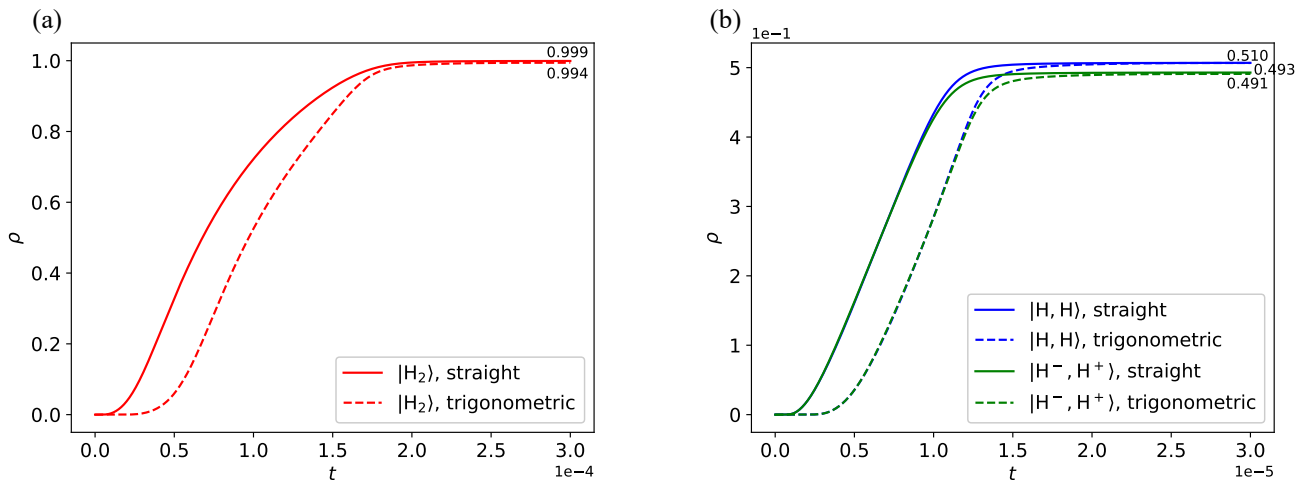 (a)
1.0
0.8
0.6
0.4
0.2
0.0
ρ
0.999
0.994
|H₂⟩, straight
|H₂⟩, trigonometric
0.0 0.5 1.0 1.5 2.0 2.5 3.0
t
1e−4
(b)
1e−1
5
4
3
2
1
0
ρ
0.510
0.493
0.491
|H, H⟩, straight
|H, H⟩, trigonometric
|H⁻, H⁺⟩, straight
|H⁻, H⁺⟩, trigonometric
0.0 0.5 1.0 1.5 2.0 2.5 3.0
t
1e−5